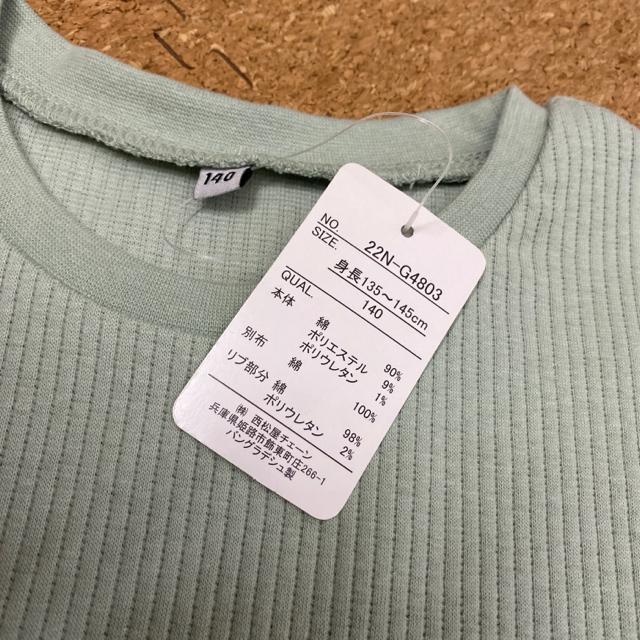 140
NO. 22N-G4803
SIZE. 身長135～145cm
140
QUAL.
本体 綿 90%
ポリエステル 9%
ポリウレタン 1%
別布 綿 100%
リブ部分 綿 98%
ポリウレタン 2%
㈱ 西松屋チェーン
兵庫県姫路市飾東町庄266-1
バングラデシュ製